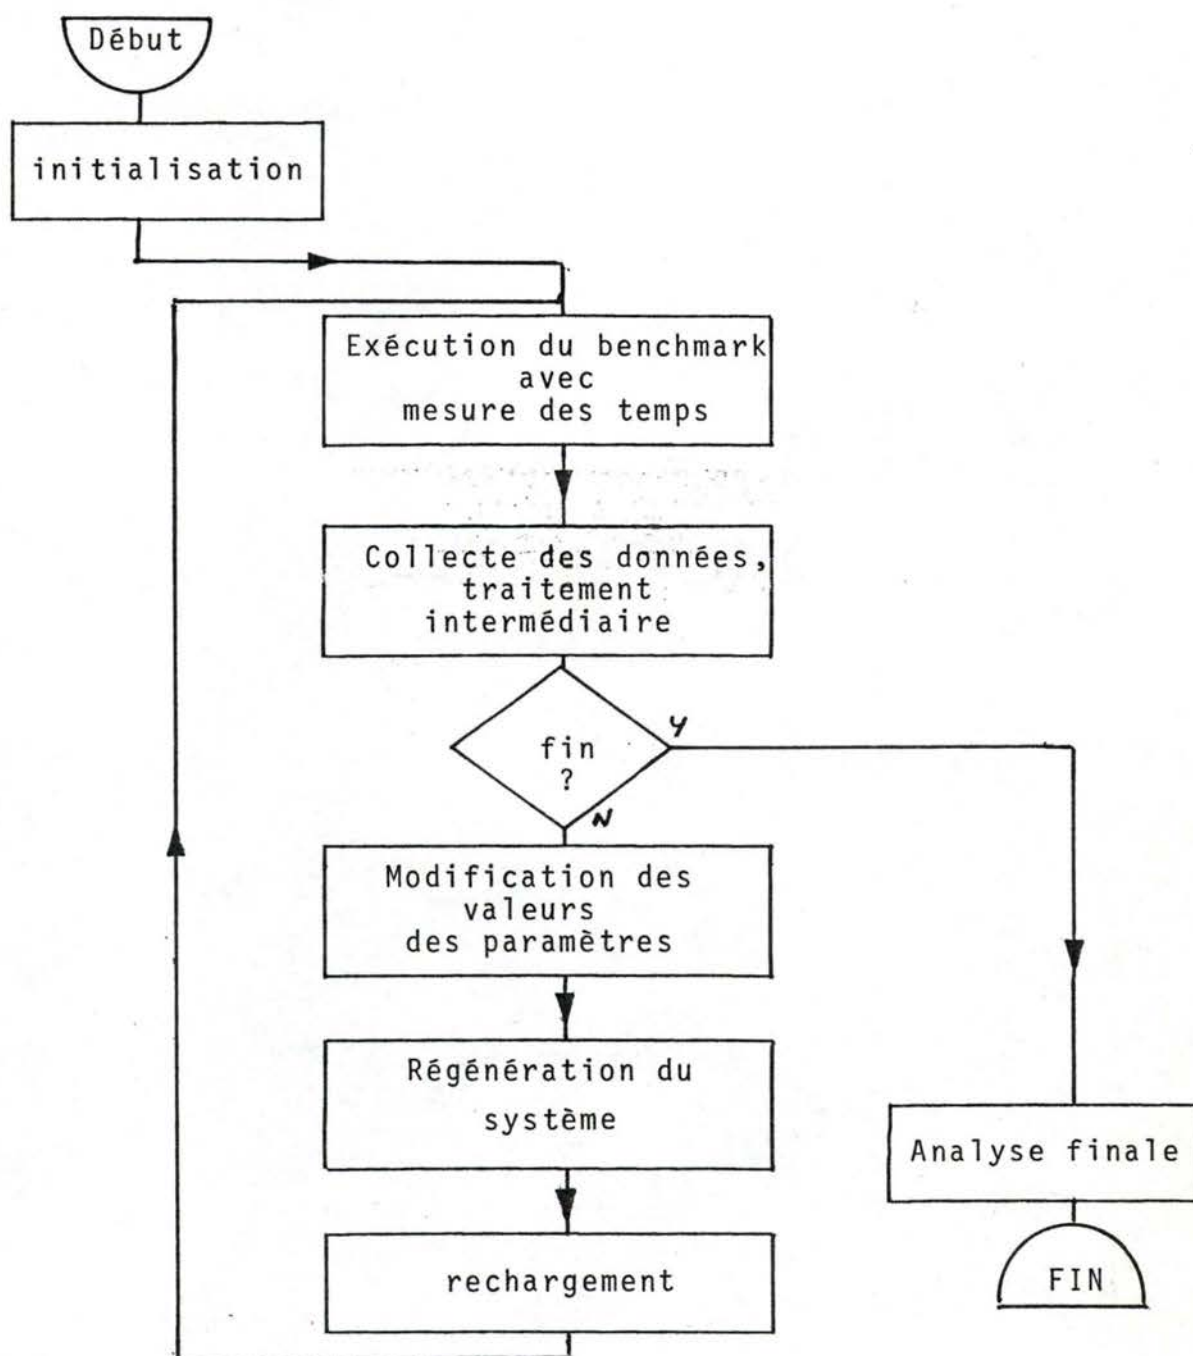 Début
initialisation
Exécution du benchmark
avec
mesure des temps
Collecte des données,
traitement
intermédiaire
fin
?
Y
N
Modification des
valeurs
des paramètres
Régénération du
système
rechargement
Analyse finale
FIN